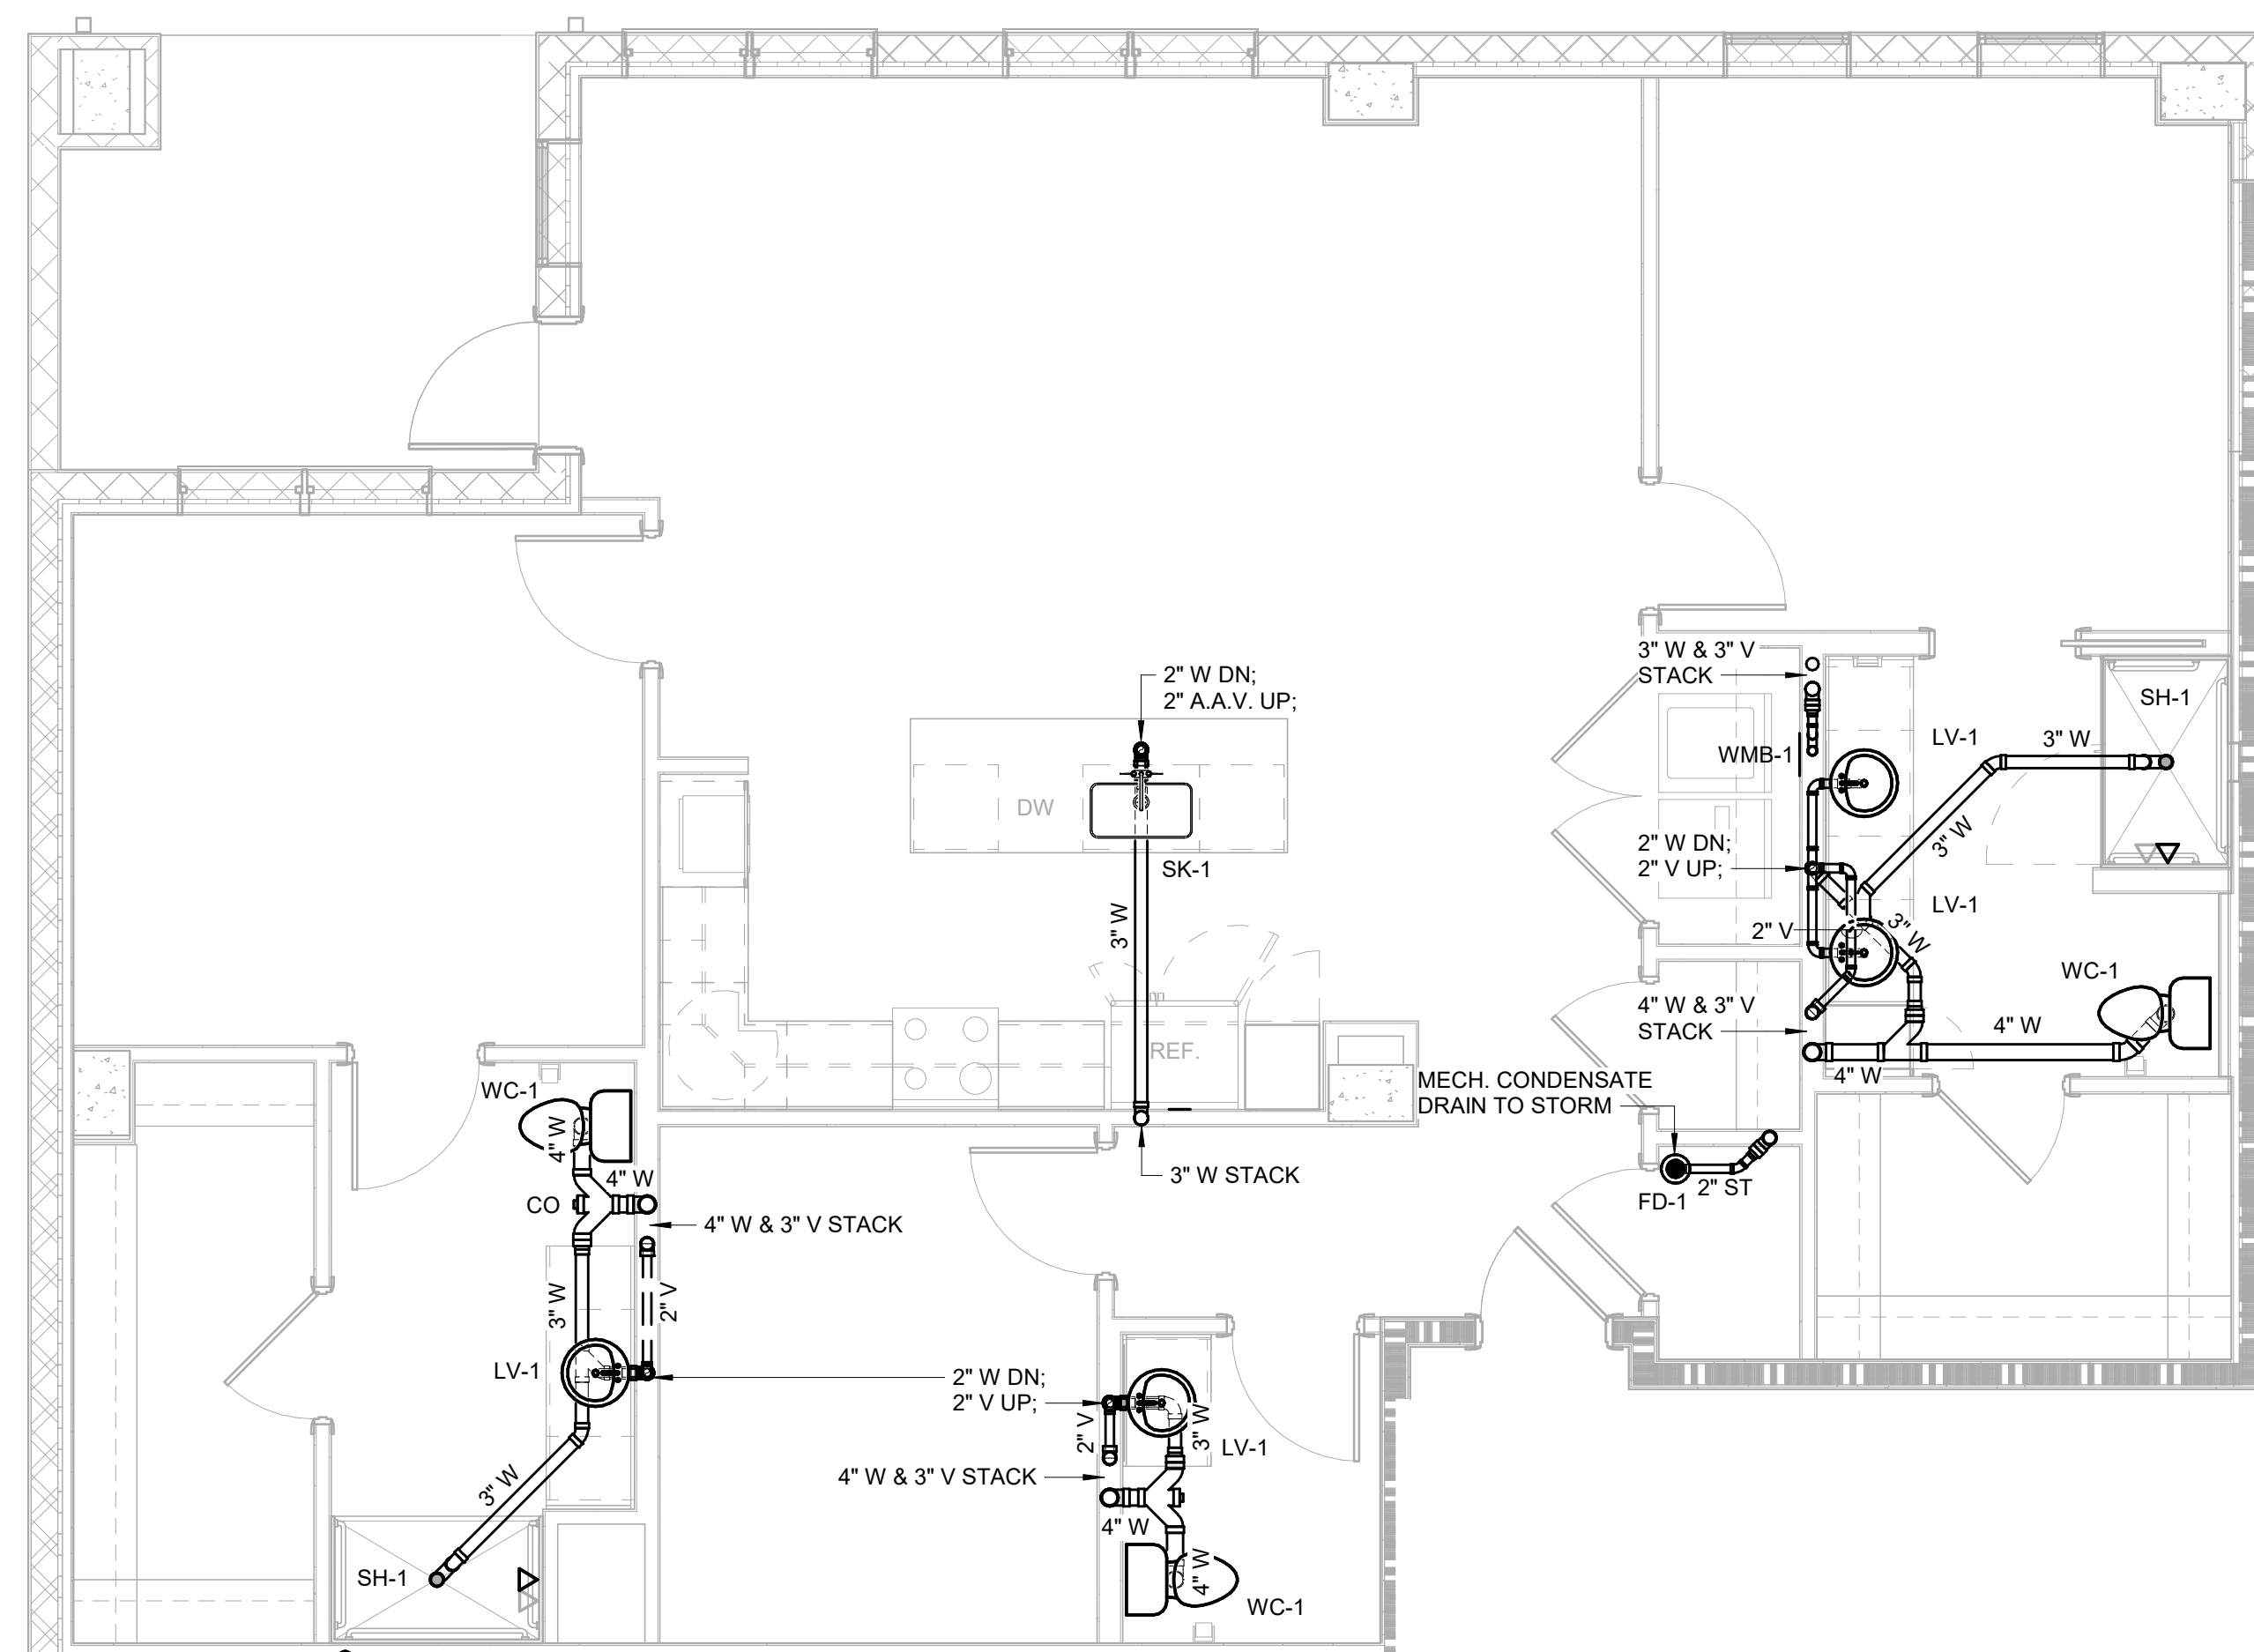 3" W & 3" V
STACK
SH-1
2" W DN;
2" A.A.V. UP;
LV-1
3" W
WMB-1
DW
3" W
2" W DN;
2" V UP;
SK-1
LV-1
3" W
3" W
2" V
WC-1
4" W & 3" V
STACK
4" W
REF.
4" W
MECH. CONDENSATE
DRAIN TO STORM
WC-1
4" W
4" W
3" W STACK
2" ST
FD-1
CO
4" W & 3" V STACK
3" W
2" V
LV-1
2" W DN;
2" V UP;
2" V
3" W
LV-1
4" W & 3" V STACK
3" W
4" W
SH-1
4" W
WC-1